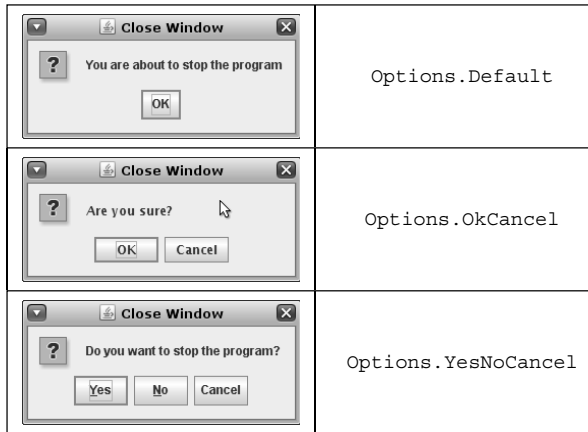 Close Window
?
You are about to stop the program
OK
Options.Default
Close Window
?
Are you sure?
OK
Cancel
Options.OkCancel
Close Window
?
Do you want to stop the program?
Yes
No
Cancel
Options.YesNoCancel